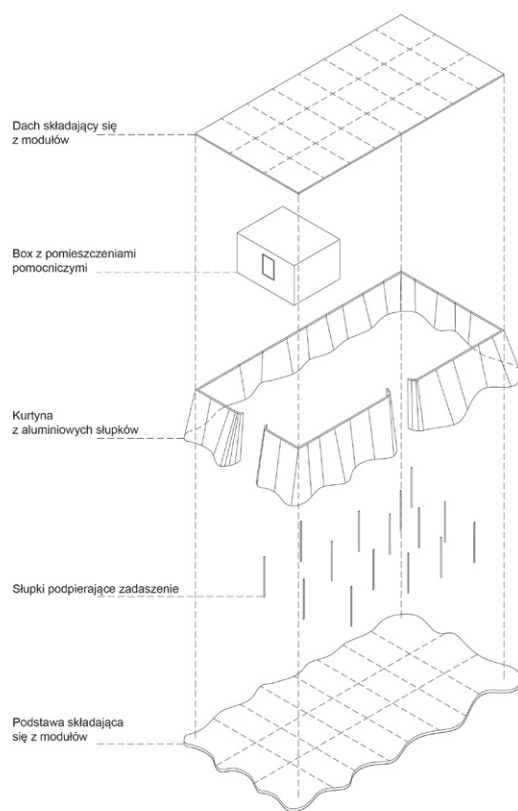 Dach składający się
z modułów
Box z pomieszczeniami
pomocniczymi
Kurtyna
z aluminiowych słupków
Słupki podpierające zadaszenie
Podstawa składająca
się z modułów